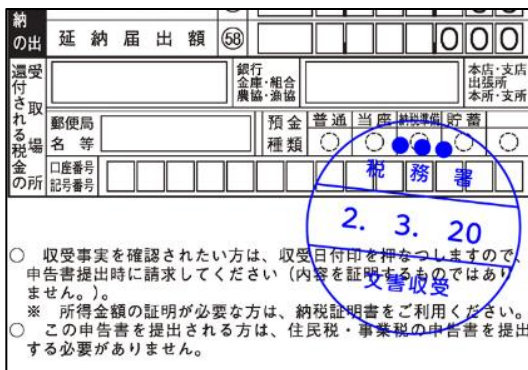 納
の出
延納届出額 58 000
還付される税金の
受取場所
銀行
金庫・組合
農協・漁協
本店・支店
出張所
本所・支所
郵便局
名等
預金
種類
普通 当座 納税準備 貯蓄
口座番号
記号番号
●●●
税務署
2. 3. 20
文書収受
○ 収受事実を確認されたい方は、収受日付印を押なつしますので、
申告書提出時に請求してください（内容を証明するものではあり
ません。）。
※ 所得金額の証明が必要な方は、納税証明書をご利用ください。
○ この申告書を提出される方は、住民税・事業税の申告書を提出
する必要がありません。